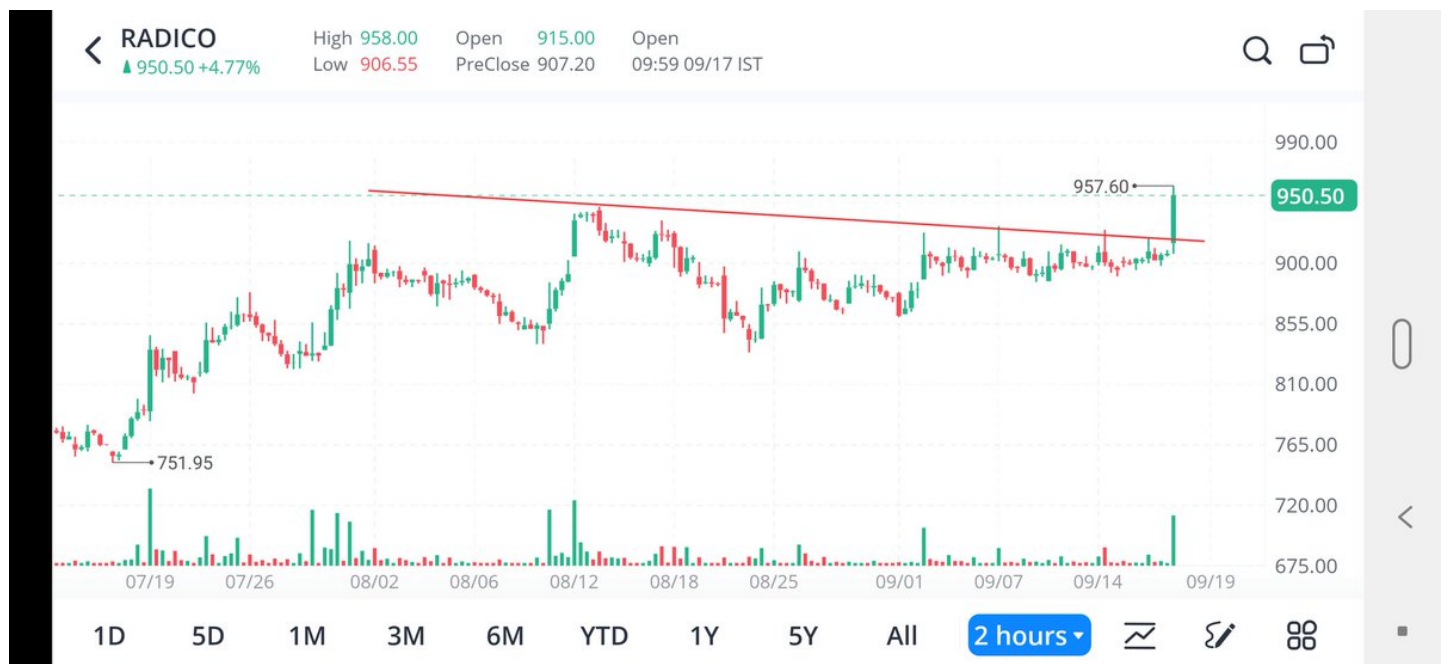 RADICO
950.50 +4.77%
High 958.00
Low 906.55
Open 915.00
PreClose 907.20
Open
09:59 09/17 IST
990.00
957.60
950.50
900.00
855.00
810.00
765.00
751.95
720.00
675.00
07/19 07/26 08/02 08/06 08/12 08/18 08/25 09/01 09/07 09/14 09/19
1D 5D 1M 3M 6M YTD 1Y 5Y All 2 hours